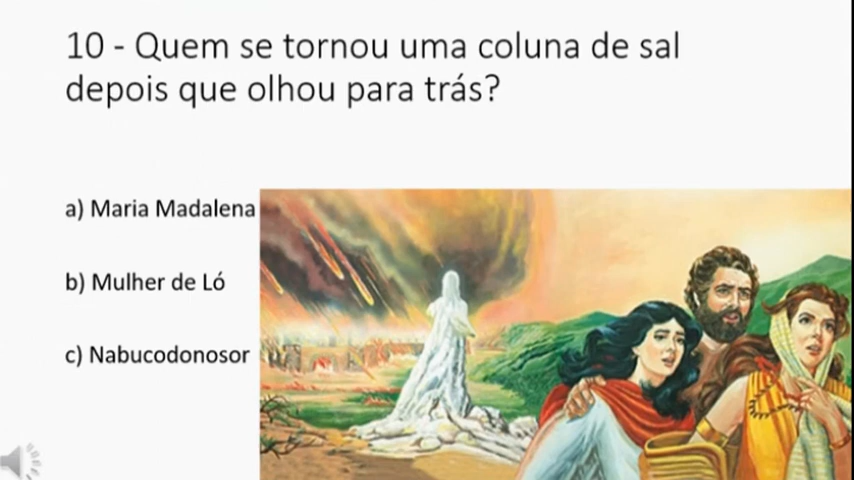 10 - Quem se tornou uma coluna de sal
depois que olhou para trás?
a) Maria Madalena
b) Mulher de Ló
c) Nabucodonosor